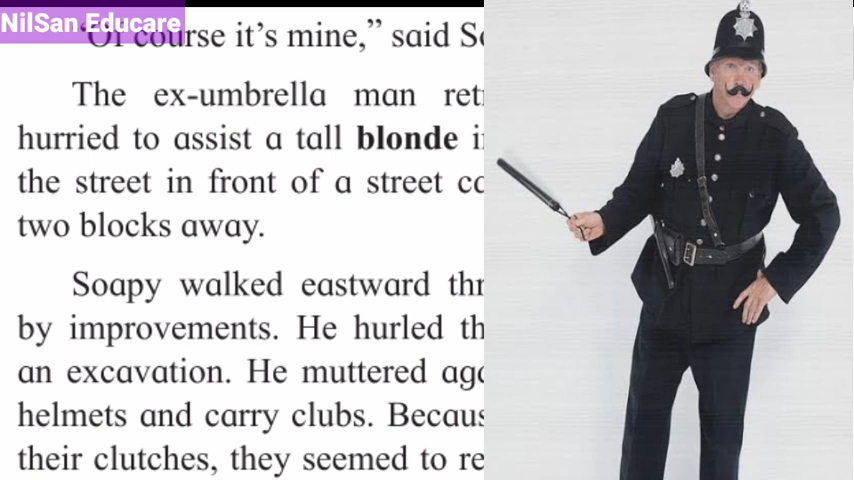 NilSan Educare
"Of course it's mine," said So
The ex-umbrella man ret
hurried to assist a tall blonde i
the street in front of a street ca
two blocks away.
Soapy walked eastward thr
by improvements. He hurled th
an excavation. He muttered aga
helmets and carry clubs. Becaus
their clutches, they seemed to re